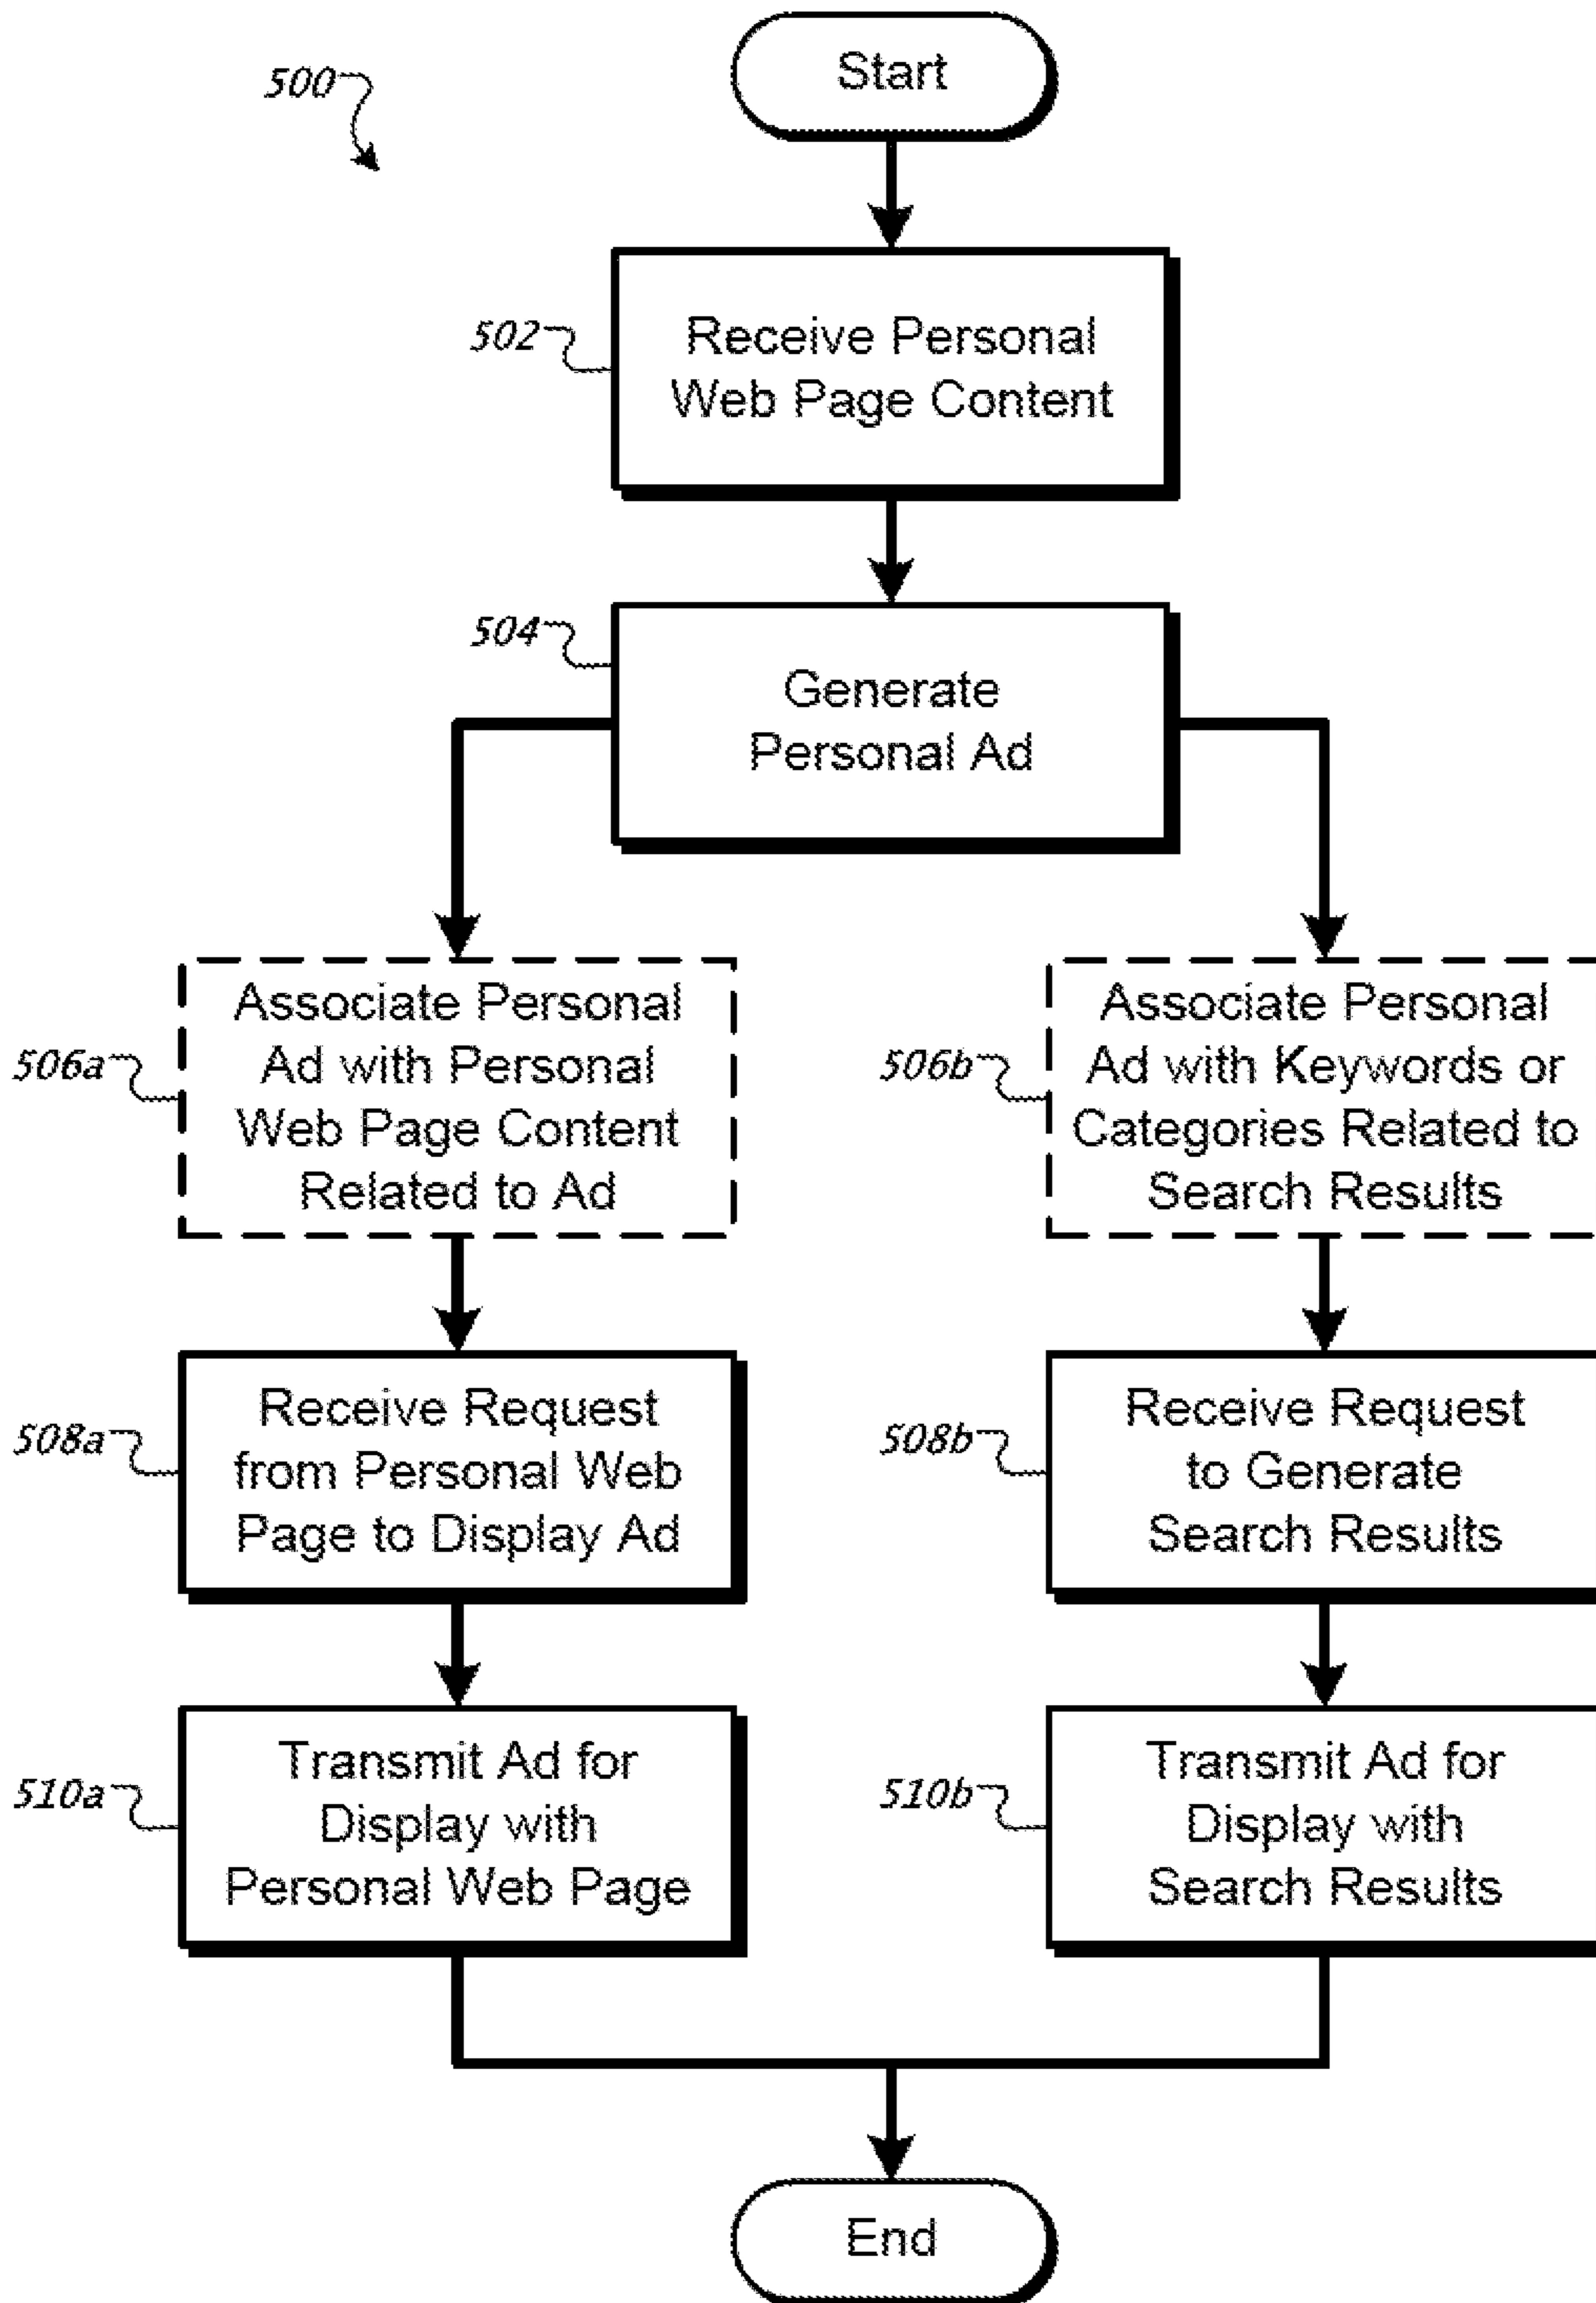 Start
500
502
Receive Personal
Web Page Content
504
Generate
Personal Ad
506a
Associate Personal
Ad with Personal
Web Page Content
Related to Ad
506b
Associate Personal
Ad with Keywords or
Categories Related to
Search Results
508a
Receive Request
from Personal Web
Page to Display Ad
508b
Receive Request
to Generate
Search Results
510a
Transmit Ad for
Display with
Personal Web Page
510b
Transmit Ad for
Display with
Search Results
End